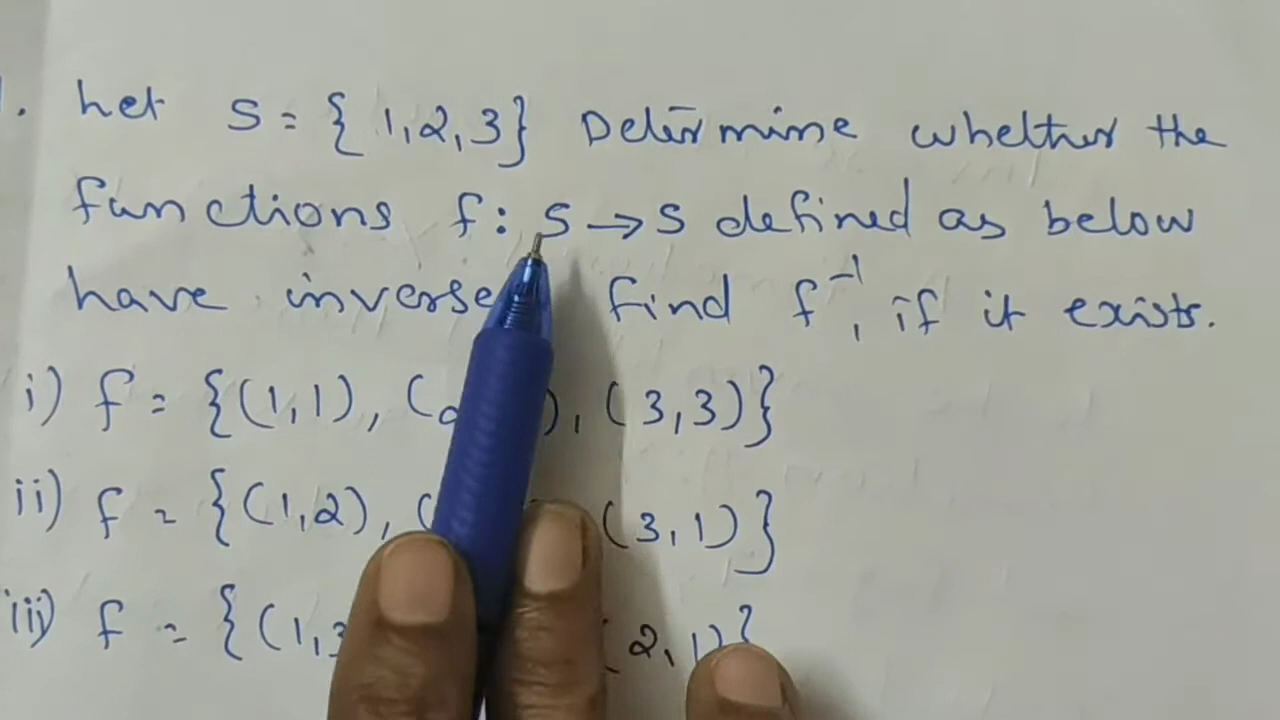 1. Let S = { 1, 2, 3 } Determine whether the
functions f : S → S defined as below
have inverse find f⁻¹, if it exists.
i) f = { (1,1), ( ), (3,3) }
ii) f = { (1,2), ( (3,1) }
iii) f = { (1,3 (2,1) }